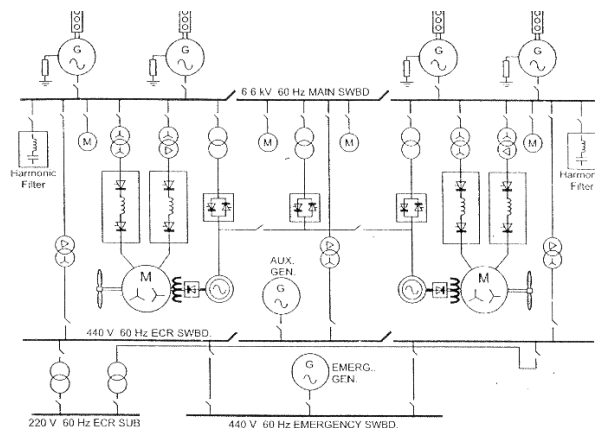 G
G
G
G
6.6 kV 60 Hz MAIN SWBD
M
M
M
M
Harmonic
Filter
Harmonic
Filter
AUX.
GEN.
M
G
M
440 V 60 Hz ECR SWBD.
G
EMERG..
GEN.
220 V 60 Hz ECR SUB
440 V 60 Hz EMERGENCY SWBD.